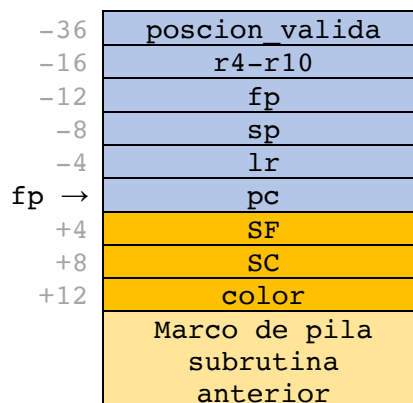 -36 poscion_valida
-16 r4-r10
-12 fp
-8 sp
-4 lr
fp → pc
+4 SF
+8 SC
+12 color
Marco de pila
subrutina
anterior